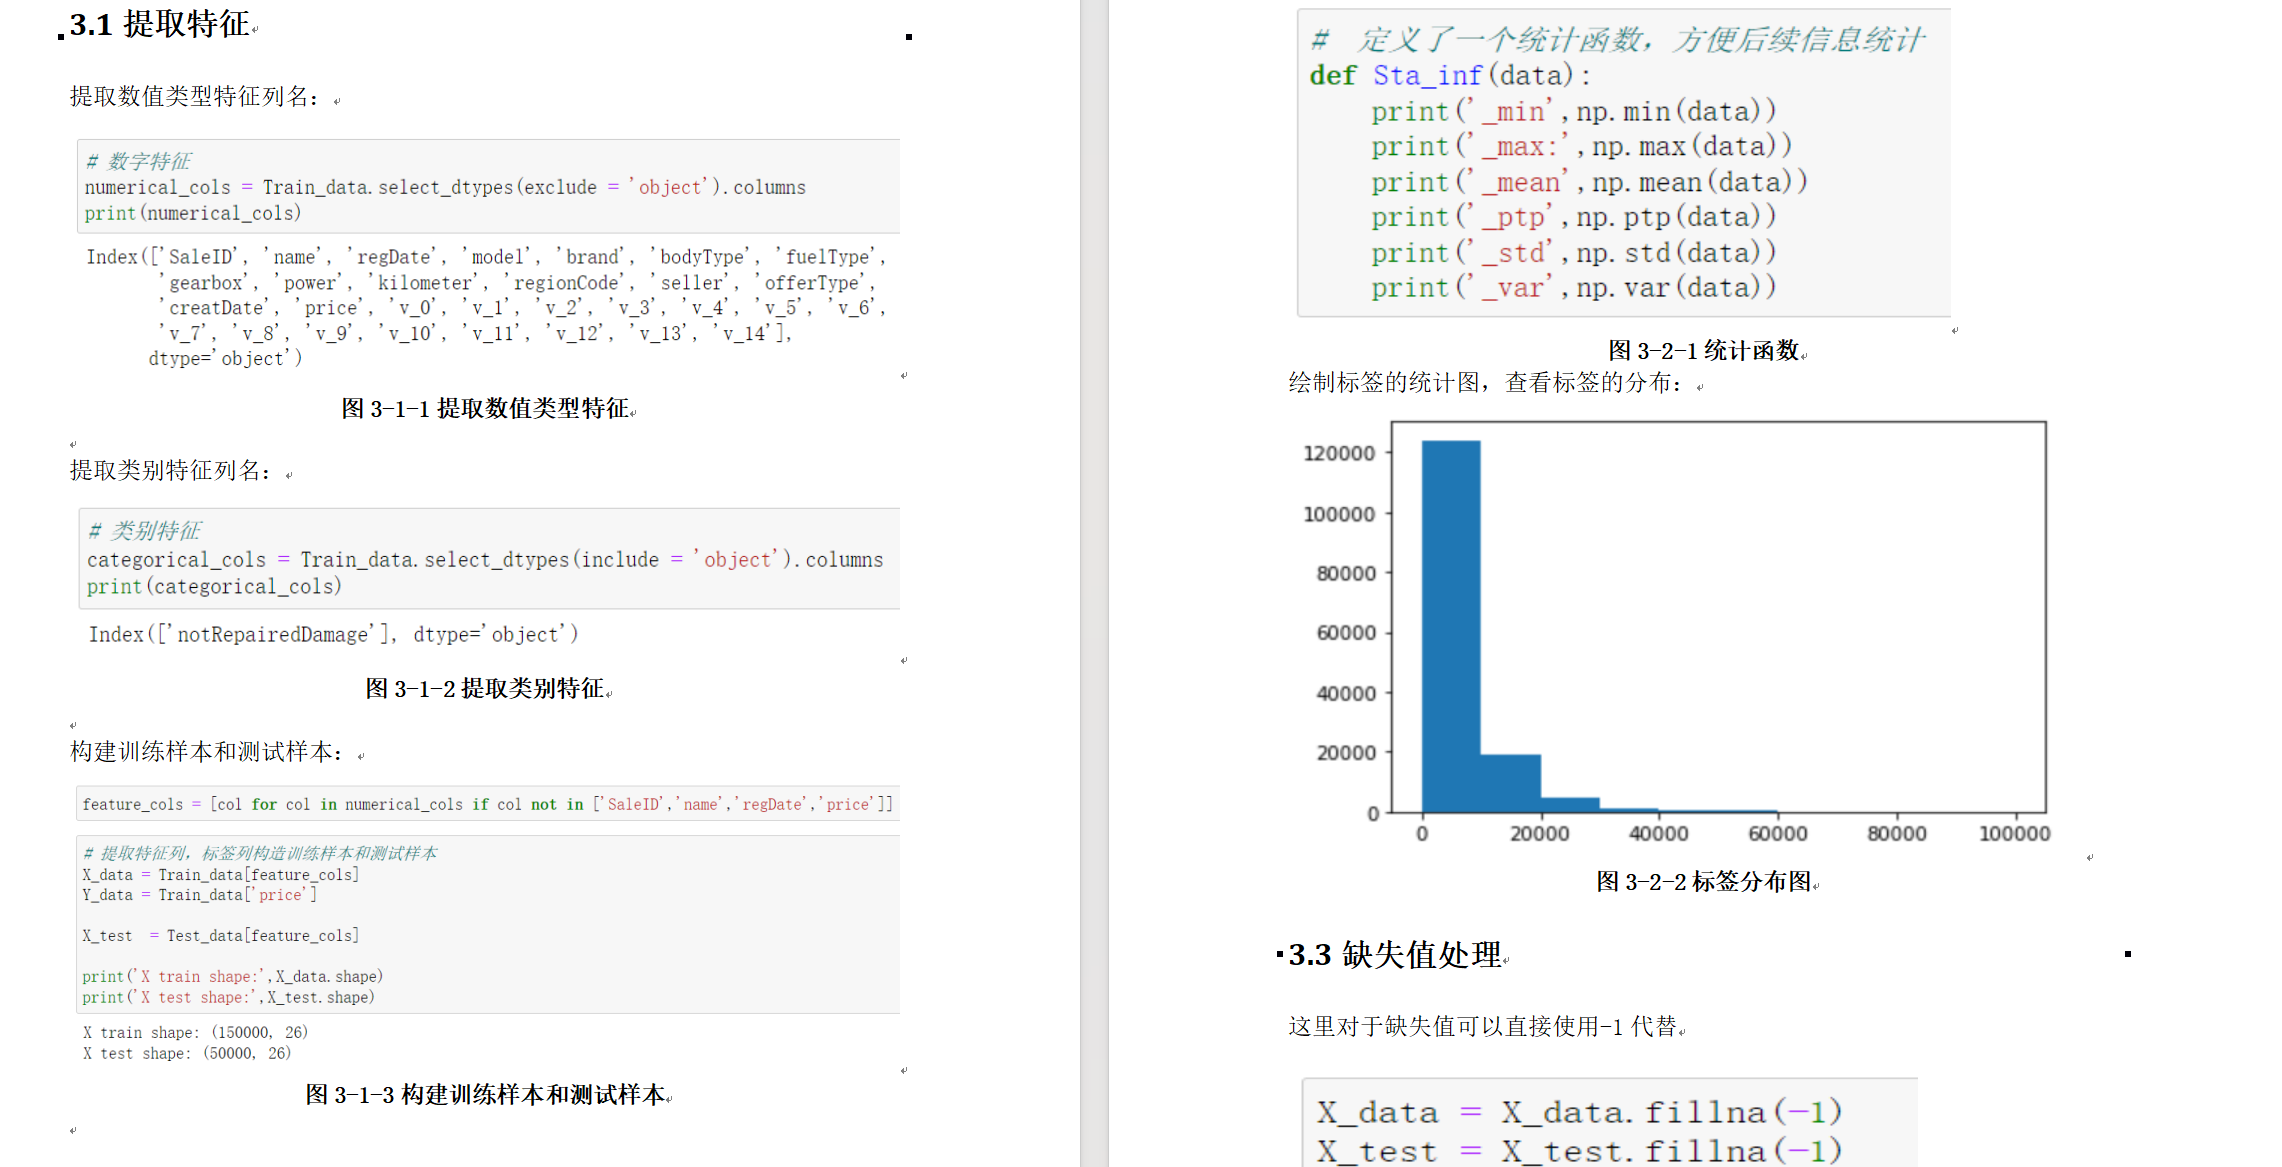 3.1 提取特征
提取数值类型特征列名：
# 数字特征
numerical_cols = Train_data.select_dtypes(exclude = 'object').columns
print(numerical_cols)
Index(['SaleID', 'name', 'regDate', 'model', 'brand', 'bodyType', 'fuelType',
'gearbox', 'power', 'kilometer', 'regionCode', 'seller', 'offerType',
'creatDate', 'price', 'v_0', 'v_1', 'v_2', 'v_3', 'v_4', 'v_5', 'v_6',
'v_7', 'v_8', 'v_9', 'v_10', 'v_11', 'v_12', 'v_13', 'v_14'],
dtype='object')
图 3-1-1 提取数值类型特征
提取类别特征列名：
# 类别特征
categorical_cols = Train_data.select_dtypes(include = 'object').columns
print(categorical_cols)
Index(['notRepairedDamage'], dtype='object')
图 3-1-2 提取类别特征
构建训练样本和测试样本：
feature_cols = [col for col in numerical_cols if col not in ['SaleID','name','regDate','price']]
# 提取特征列，标签列构造训练样本和测试样本
X_data = Train_data[feature_cols]
Y_data = Train_data['price']
X_test  = Test_data[feature_cols]
print('X train shape:',X_data.shape)
print('X test shape:',X_test.shape)
X train shape: (150000, 26)
X test shape: (50000, 26)
图 3-1-3 构建训练样本和测试样本
#  定义了一个统计函数，方便后续信息统计
def Sta_inf(data):
print('_min',np.min(data))
print('_max:',np.max(data))
print('_mean',np.mean(data))
print('_ptp',np.ptp(data))
print('_std',np.std(data))
print('_var',np.var(data))
图 3-2-1 统计函数
绘制标签的统计图，查看标签的分布：
120000
100000
80000
60000
40000
20000
0
0 20000 40000 60000 80000 100000
图 3-2-2 标签分布图
3.3 缺失值处理
这里对于缺失值可以直接使用-1 代替
X_data = X_data.fillna(-1)
X_test = X_test.fillna(-1)